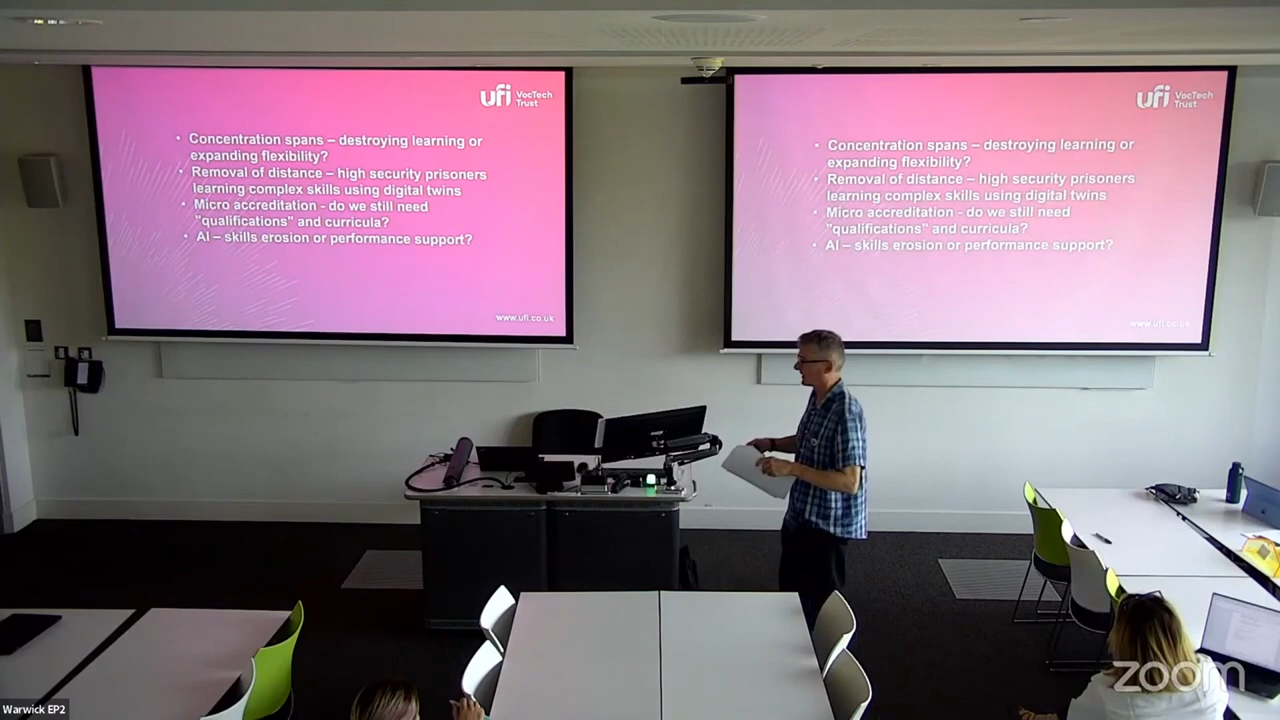 ufi VocTech
Trust
• Concentration spans – destroying learning or
expanding flexibility?
• Removal of distance – high security prisoners
learning complex skills using digital twins
• Micro accreditation - do we still need
"qualifications" and curricula?
• AI – skills erosion or performance support?
www.ufi.co.uk
ufi VocTech
Trust
• Concentration spans – destroying learning or
expanding flexibility?
• Removal of distance – high security prisoners
learning complex skills using digital twins
• Micro accreditation - do we still need
"qualifications" and curricula?
• AI – skills erosion or performance support?
www.ufi.co.uk
zoom
Warwick EP2